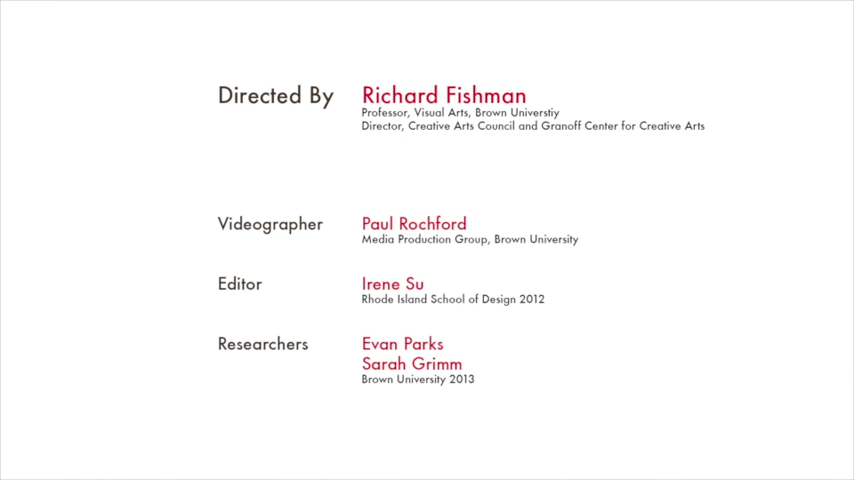 Directed By Richard Fishman
Professor, Visual Arts, Brown Universtiy
Director, Creative Arts Council and Granoff Center for Creative Arts
Videographer Paul Rochford
Media Production Group, Brown University
Editor Irene Su
Rhode Island School of Design 2012
Researchers Evan Parks
Sarah Grimm
Brown University 2013